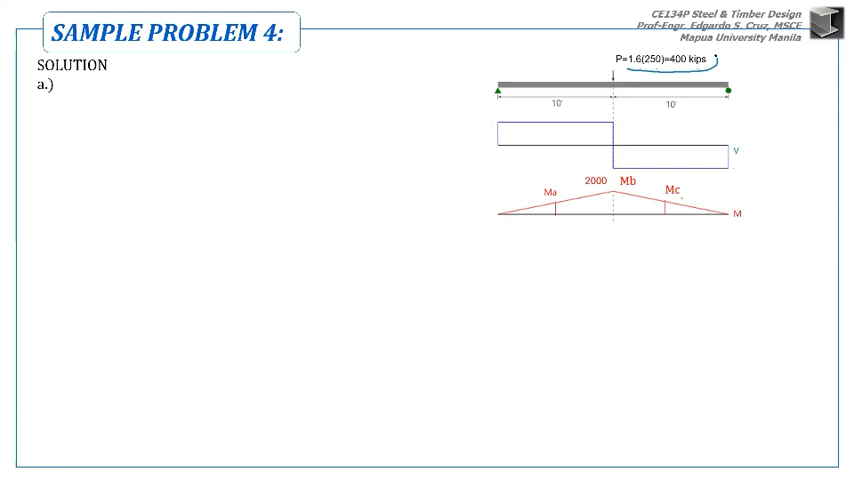 CE134P Steel & Timber Design
Prof-Engr. Edgardo S. Cruz, MSCE
Mapua University Manila
SAMPLE PROBLEM 4:
SOLUTION
a.)
P=1.6(250)=400 kips
10'
10'
V
2000
Mb
Ma
Mc
M